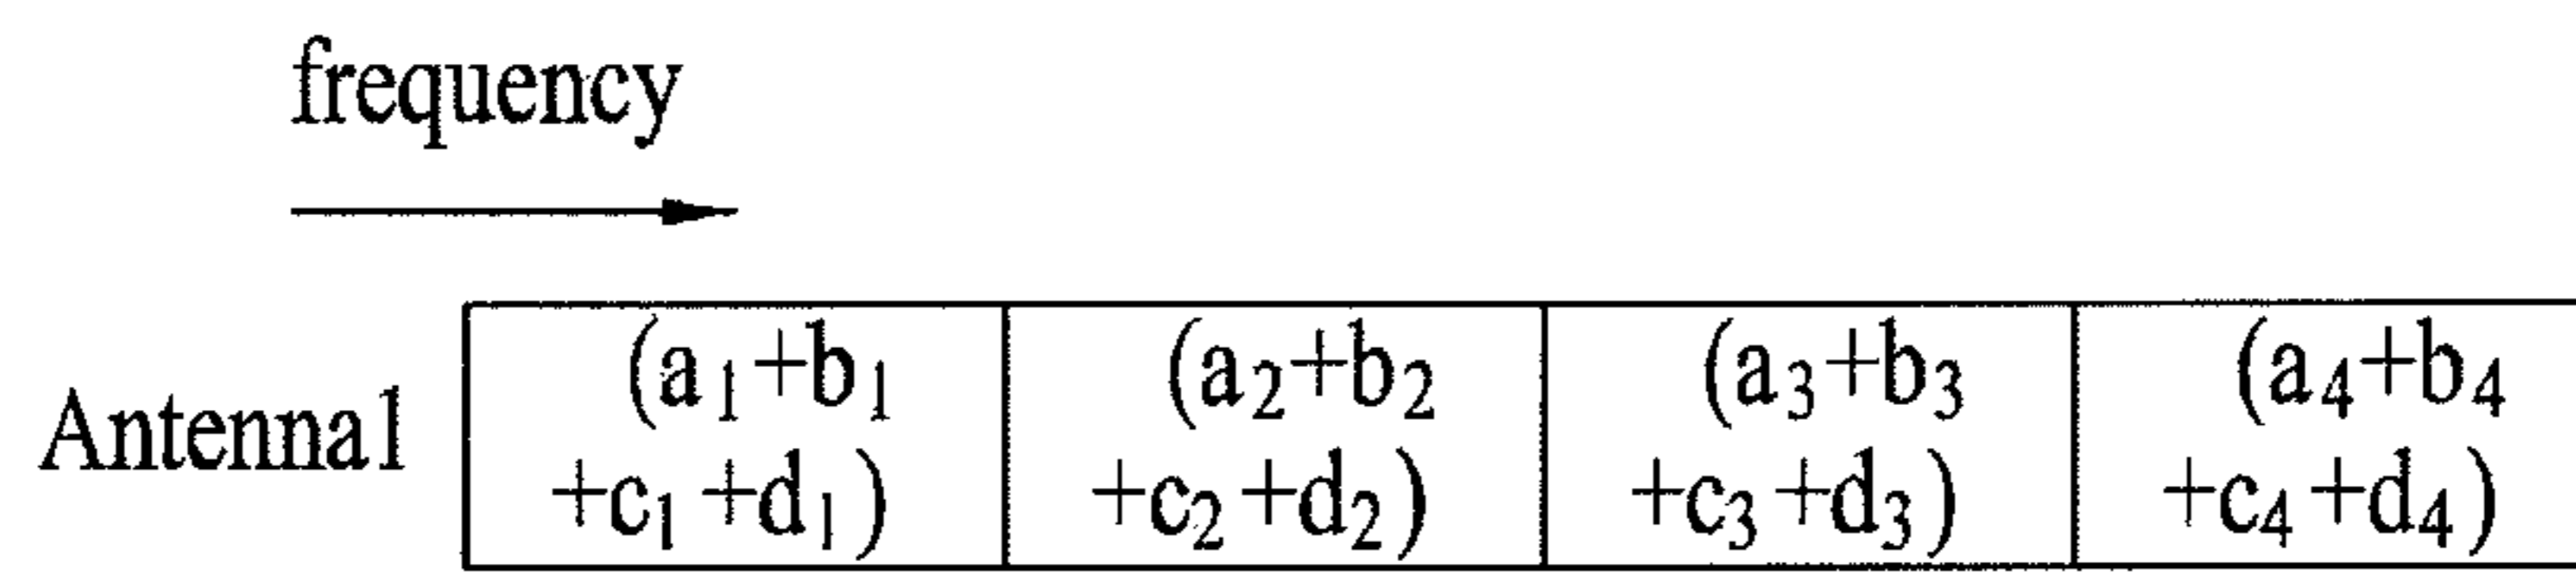 frequency
Antenna1
(a₁+b₁
+c₁+d₁)
(a₂+b₂
+c₂+d₂)
(a₃+b₃
+c₃+d₃)
(a₄+b₄
+c₄+d₄)